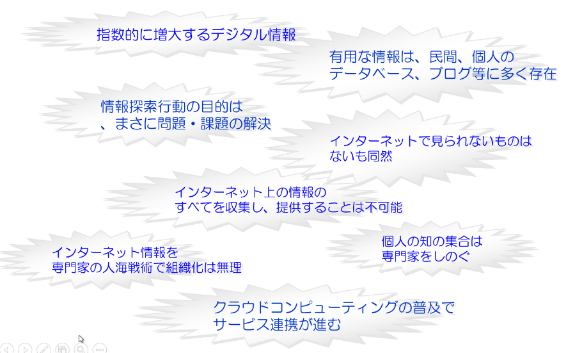 指数的に増大するデジタル情報
有用な情報は、民間、個人の
データベース、ブログ等に多く存在
情報探索行動の目的は
、まさに問題・課題の解決
インターネットで見られないものは
ないも同然
インターネット上の情報の
すべてを収集し、提供することは不可能
個人の知の集合は
専門家をしのぐ
インターネット情報を
専門家の人海戦術で組織化は無理
クラウドコンピューティングの普及で
サービス連携が進む